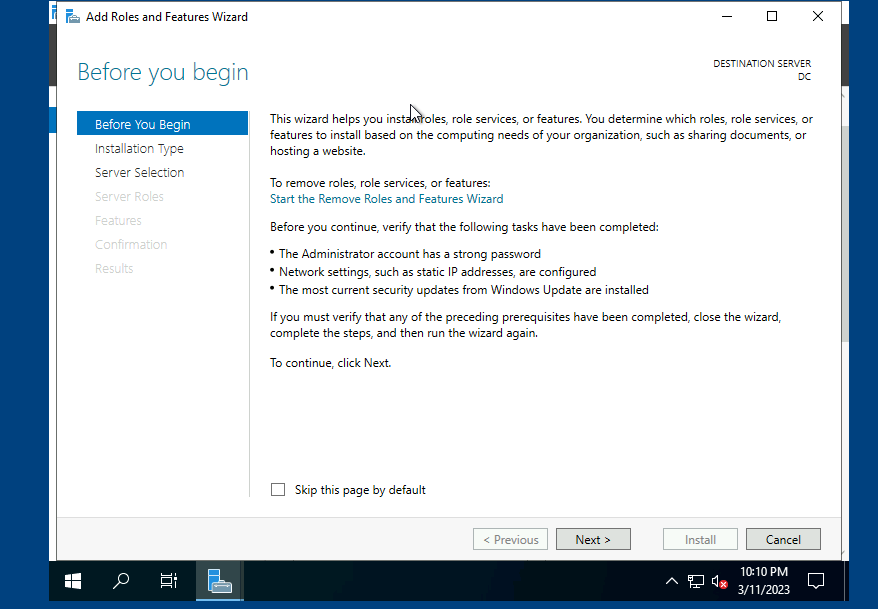 Add Roles and Features Wizard
Before you begin
DESTINATION SERVER
DC
Before You Begin
Installation Type
Server Selection
Server Roles
Features
Confirmation
Results
This wizard helps you install roles, role services, or features. You determine which roles, role services, or
features to install based on the computing needs of your organization, such as sharing documents, or
hosting a website.
To remove roles, role services, or features:
Start the Remove Roles and Features Wizard
Before you continue, verify that the following tasks have been completed:
• The Administrator account has a strong password
• Network settings, such as static IP addresses, are configured
• The most current security updates from Windows Update are installed
If you must verify that any of the preceding prerequisites have been completed, close the wizard,
complete the steps, and then run the wizard again.
To continue, click Next.
Skip this page by default
< Previous
Next >
Install
Cancel
10:10 PM
3/11/2023